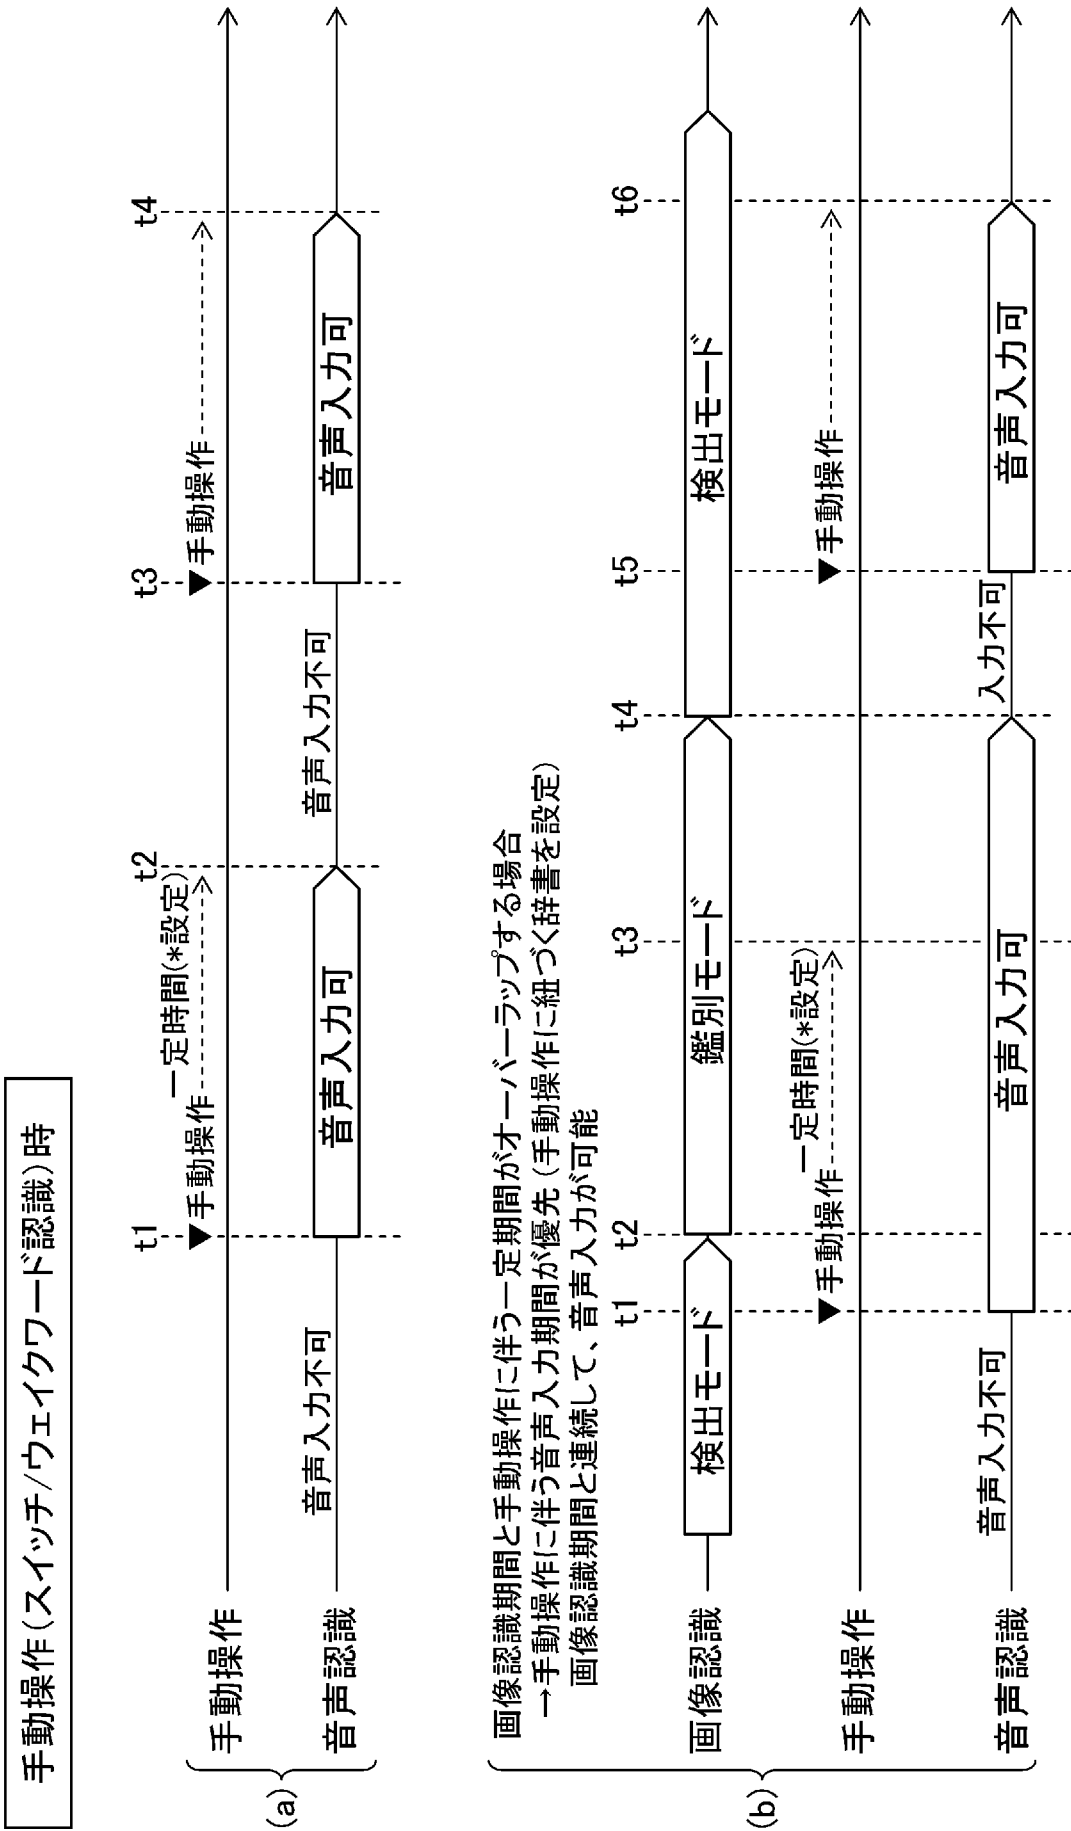 手動操作(スイッチ/ウェイクワード認識)時
(a)
t1
t2
t3
t4
一定時間(*設定)
▼手動操作
▼手動操作
手動操作
音声認識
音声入力不可
音声入力可
音声入力不可
音声入力可
(b)
画像認識期間と手動操作に伴う一定期間がオーバーラップする場合
→手動操作に伴う音声入力期間が優先(手動操作に紐づく辞書を設定)
画像認識期間と連続して、音声入力が可能
t1
t2
t3
t4
t5
t6
画像認識
検出モード
鑑別モード
検出モード
一定時間(*設定)
▼手動操作
▼手動操作
手動操作
音声認識
音声入力不可
音声入力可
入力不可
音声入力可